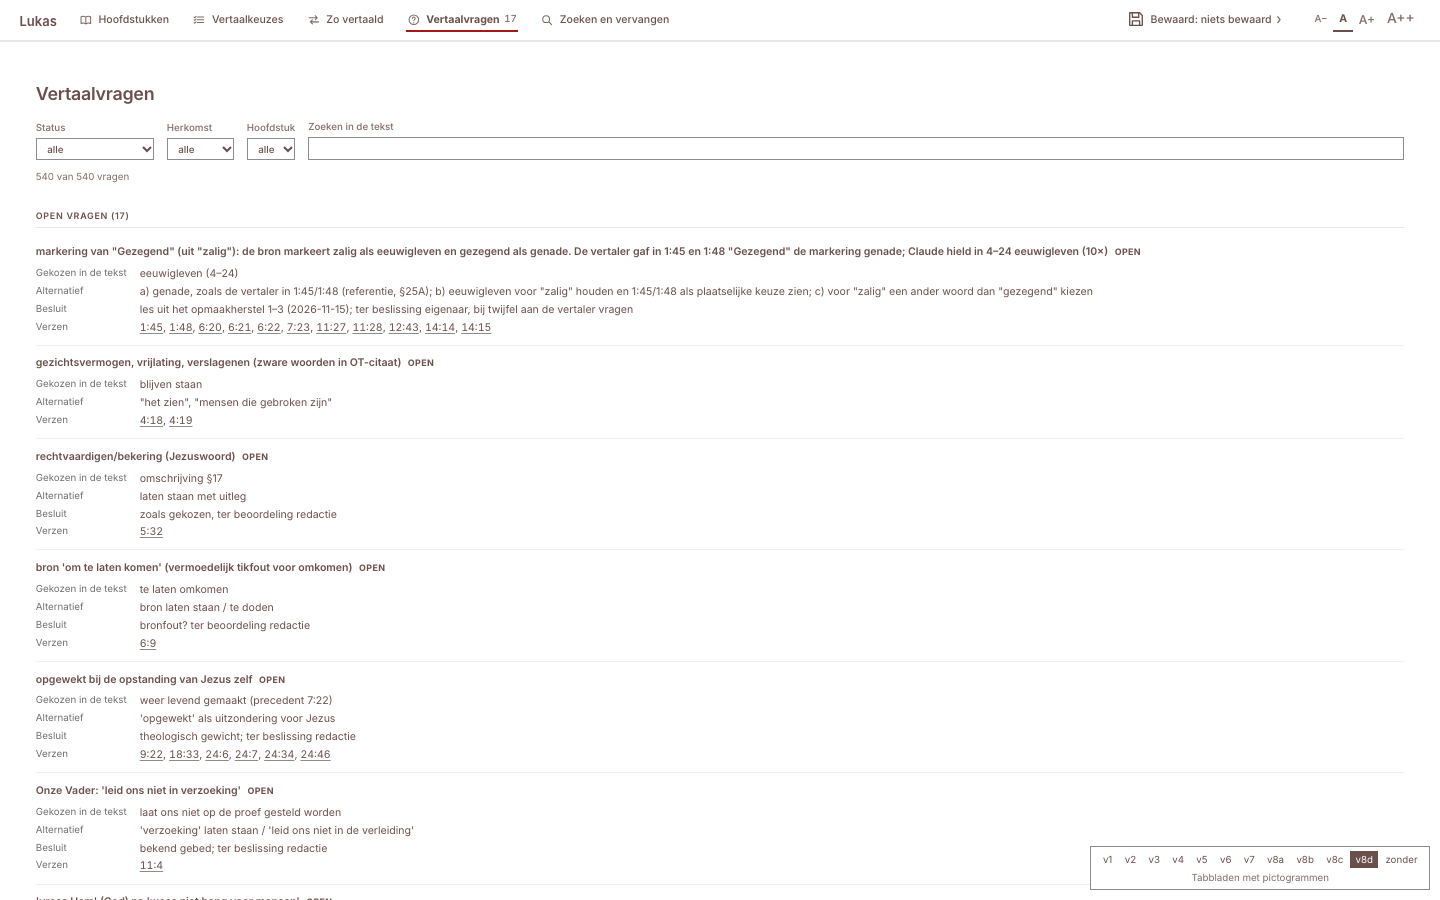 Lukas Hoofdstukken Vertaalkeuzes Zo vertaald Vertaalvragen 17 Zoeken en vervangen Bewaard: niets bewaard › A− A A+ A++
Vertaalvragen
Status Herkomst Hoofdstuk Zoeken in de tekst
alle alle alle
540 van 540 vragen
OPEN VRAGEN (17)
markering van "Gezegend" (uit "zalig"): de bron markeert zalig als eeuwigleven en gezegend als genade. De vertaler gaf in 1:45 en 1:48 "Gezegend" de markering genade; Claude hield in 4–24 eeuwigleven (10×) OPEN
Gekozen in de tekst eeuwigleven (4–24)
Alternatief a) genade, zoals de vertaler in 1:45/1:48 (referentie, §25A); b) eeuwigleven voor "zalig" houden en 1:45/1:48 als plaatselijke keuze zien; c) voor "zalig" een ander woord dan "gezegend" kiezen
Besluit les uit het opmaakherstel 1–3 (2026-11-15); ter beslissing eigenaar, bij twijfel aan de vertaler vragen
Verzen 1:45, 1:48, 6:20, 6:21, 6:22, 7:23, 11:27, 11:28, 12:43, 14:14, 14:15
gezichtsvermogen, vrijlating, verslagenen (zware woorden in OT-citaat) OPEN
Gekozen in de tekst blijven staan
Alternatief "het zien", "mensen die gebroken zijn"
Verzen 4:18, 4:19
rechtvaardigen/bekering (Jezuswoord) OPEN
Gekozen in de tekst omschrijving §17
Alternatief laten staan met uitleg
Besluit zoals gekozen, ter beoordeling redactie
Verzen 5:32
bron 'om te laten komen' (vermoedelijk tikfout voor omkomen) OPEN
Gekozen in de tekst te laten omkomen
Alternatief bron laten staan / te doden
Besluit bronfout? ter beoordeling redactie
Verzen 6:9
opgewekt bij de opstanding van Jezus zelf OPEN
Gekozen in de tekst weer levend gemaakt (precedent 7:22)
Alternatief 'opgewekt' als uitzondering voor Jezus
Besluit theologisch gewicht; ter beslissing redactie
Verzen 9:22, 18:33, 24:6, 24:7, 24:34, 24:46
Onze Vader: 'leid ons niet in verzoeking' OPEN
Gekozen in de tekst laat ons niet op de proef gesteld worden
Alternatief 'verzoeking' laten staan / 'leid ons niet in de verleiding'
Besluit bekend gebed; ter beslissing redactie
Verzen 11:4
v1 v2 v3 v4 v5 v6 v7 v8a v8b v8c v8d zonder
Tabbladen met pictogrammen